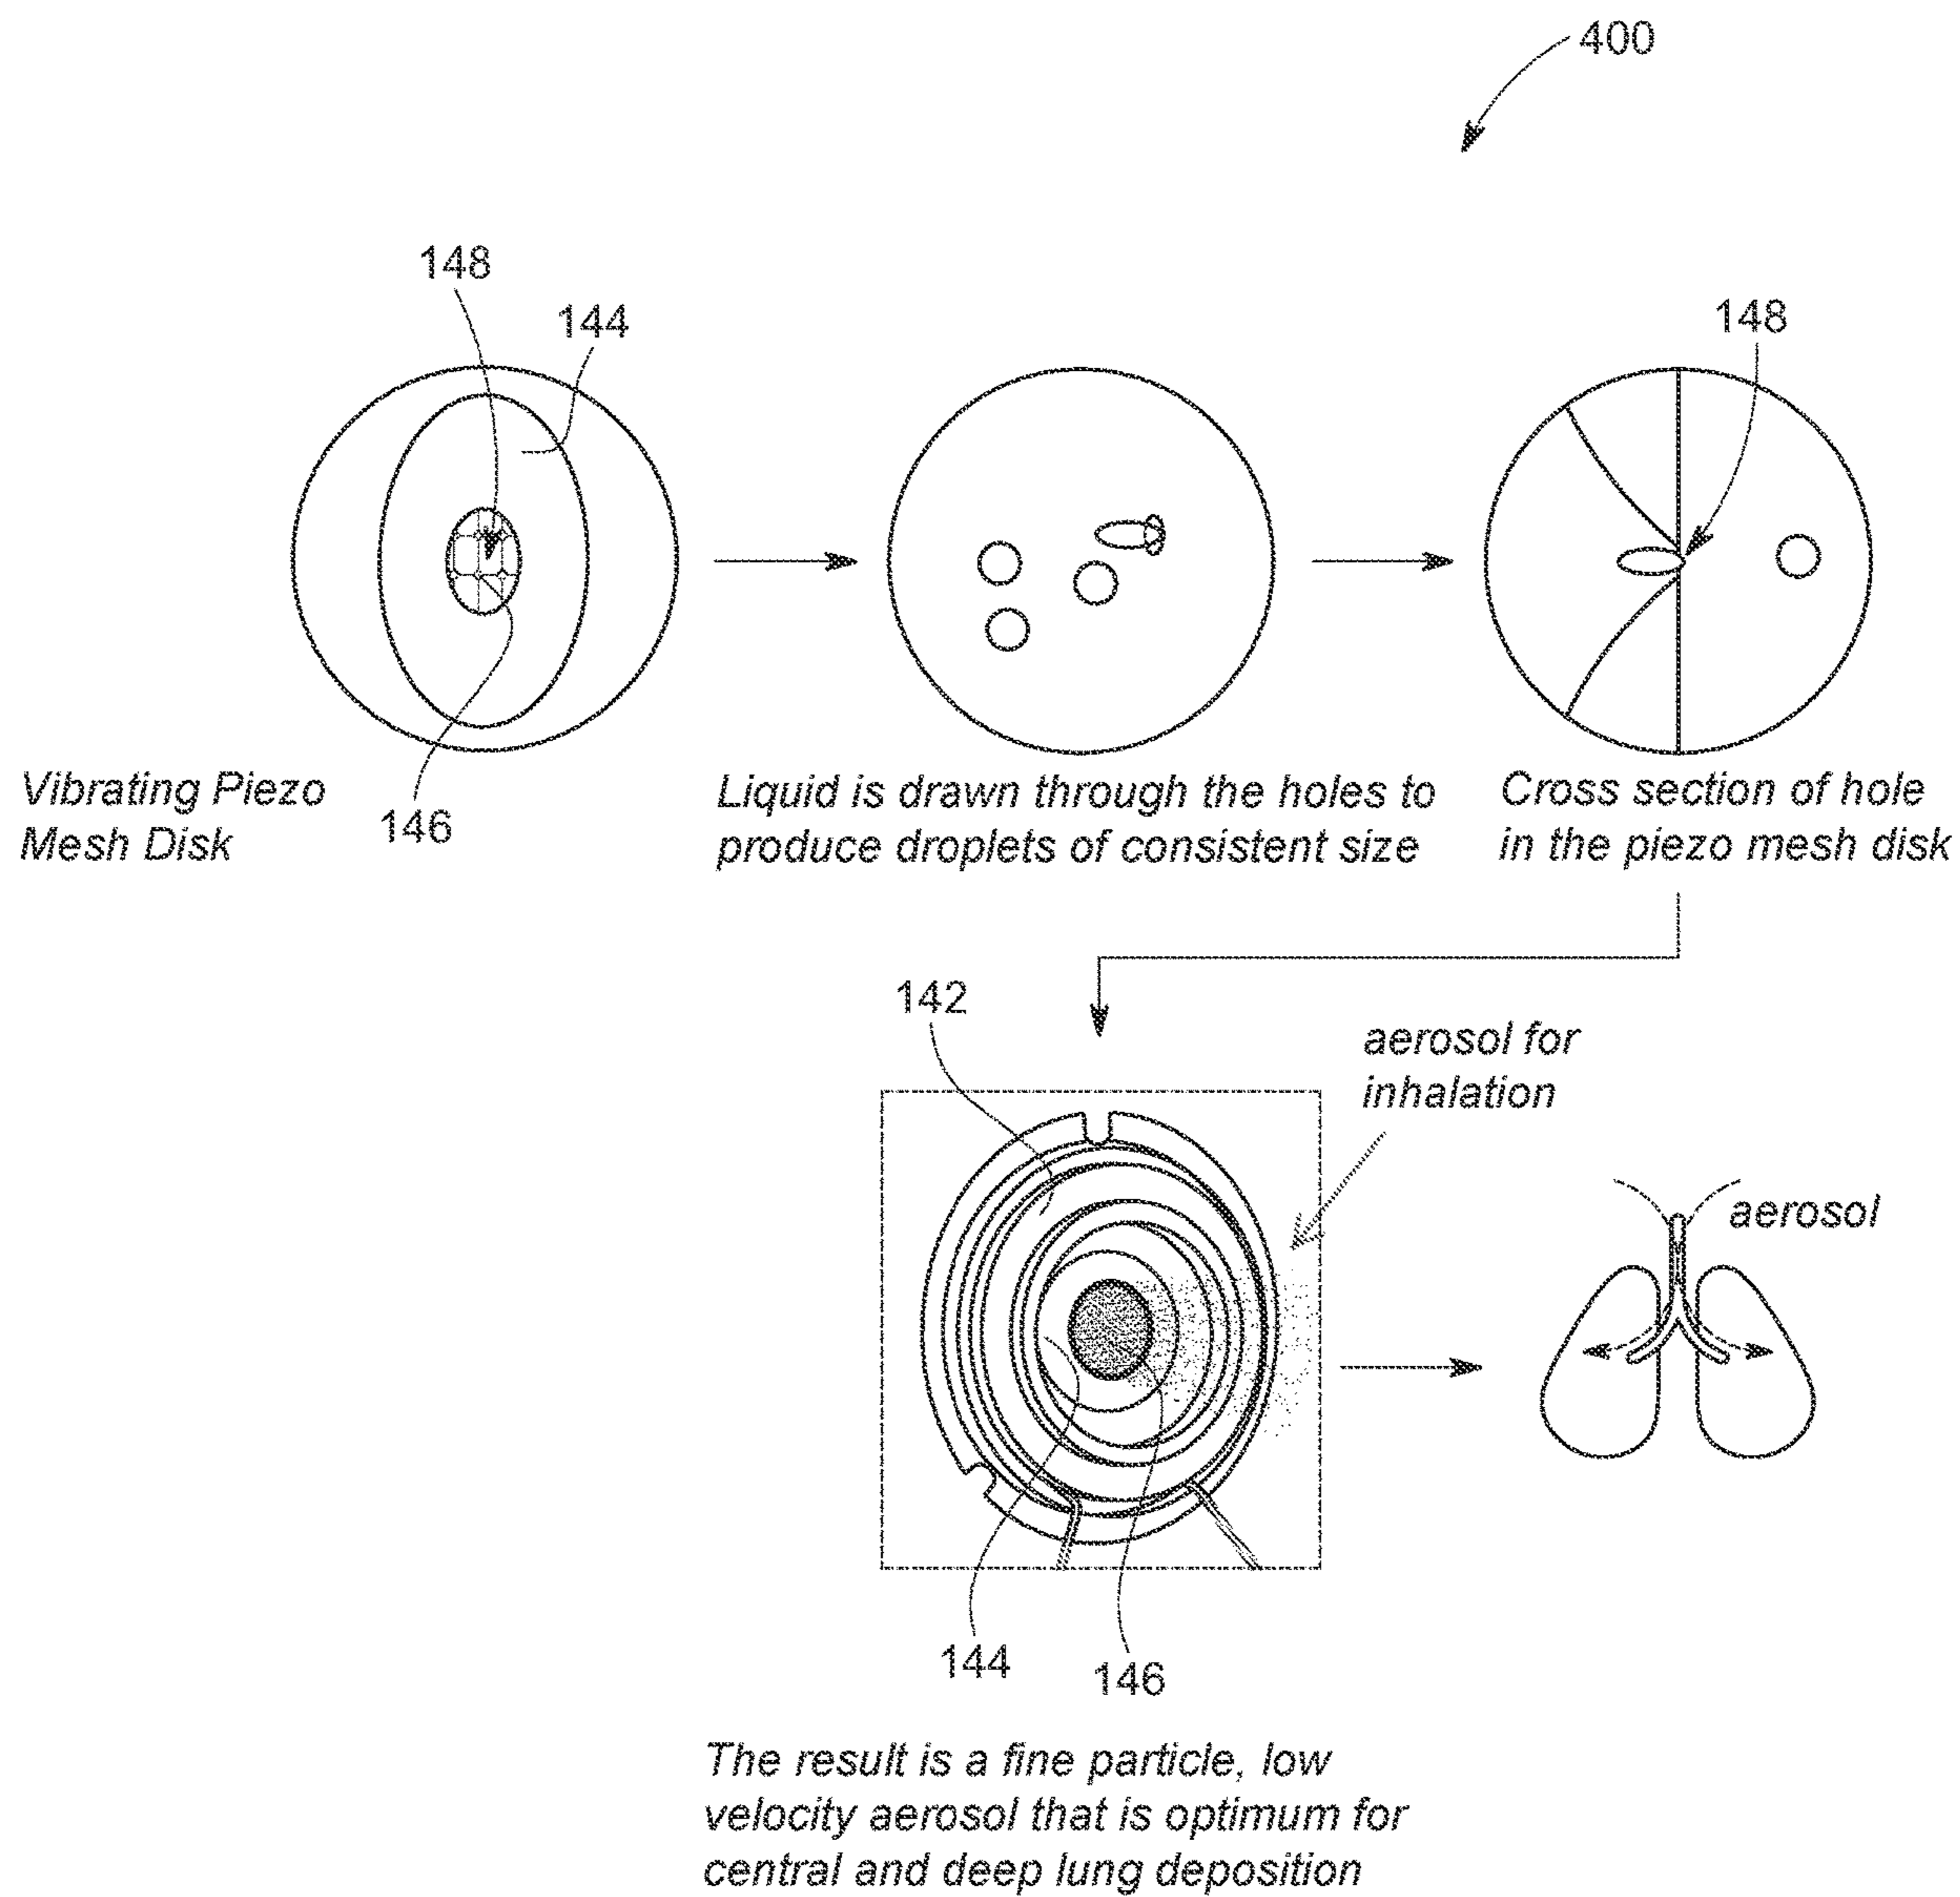 400
148
144
148
Vibrating Piezo
Mesh Disk
146
Liquid is drawn through the holes to
produce droplets of consistent size
Cross section of hole
in the piezo mesh disk
142
aerosol for
inhalation
aerosol
144
146
The result is a fine particle, low
velocity aerosol that is optimum for
central and deep lung deposition